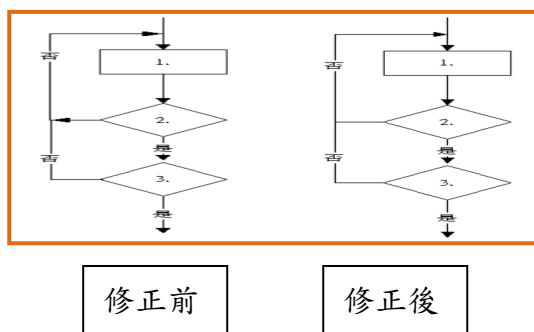 否 1. 否 1.
2. 2.
是 是
否 3. 否 3.
是 是
修正前 修正後